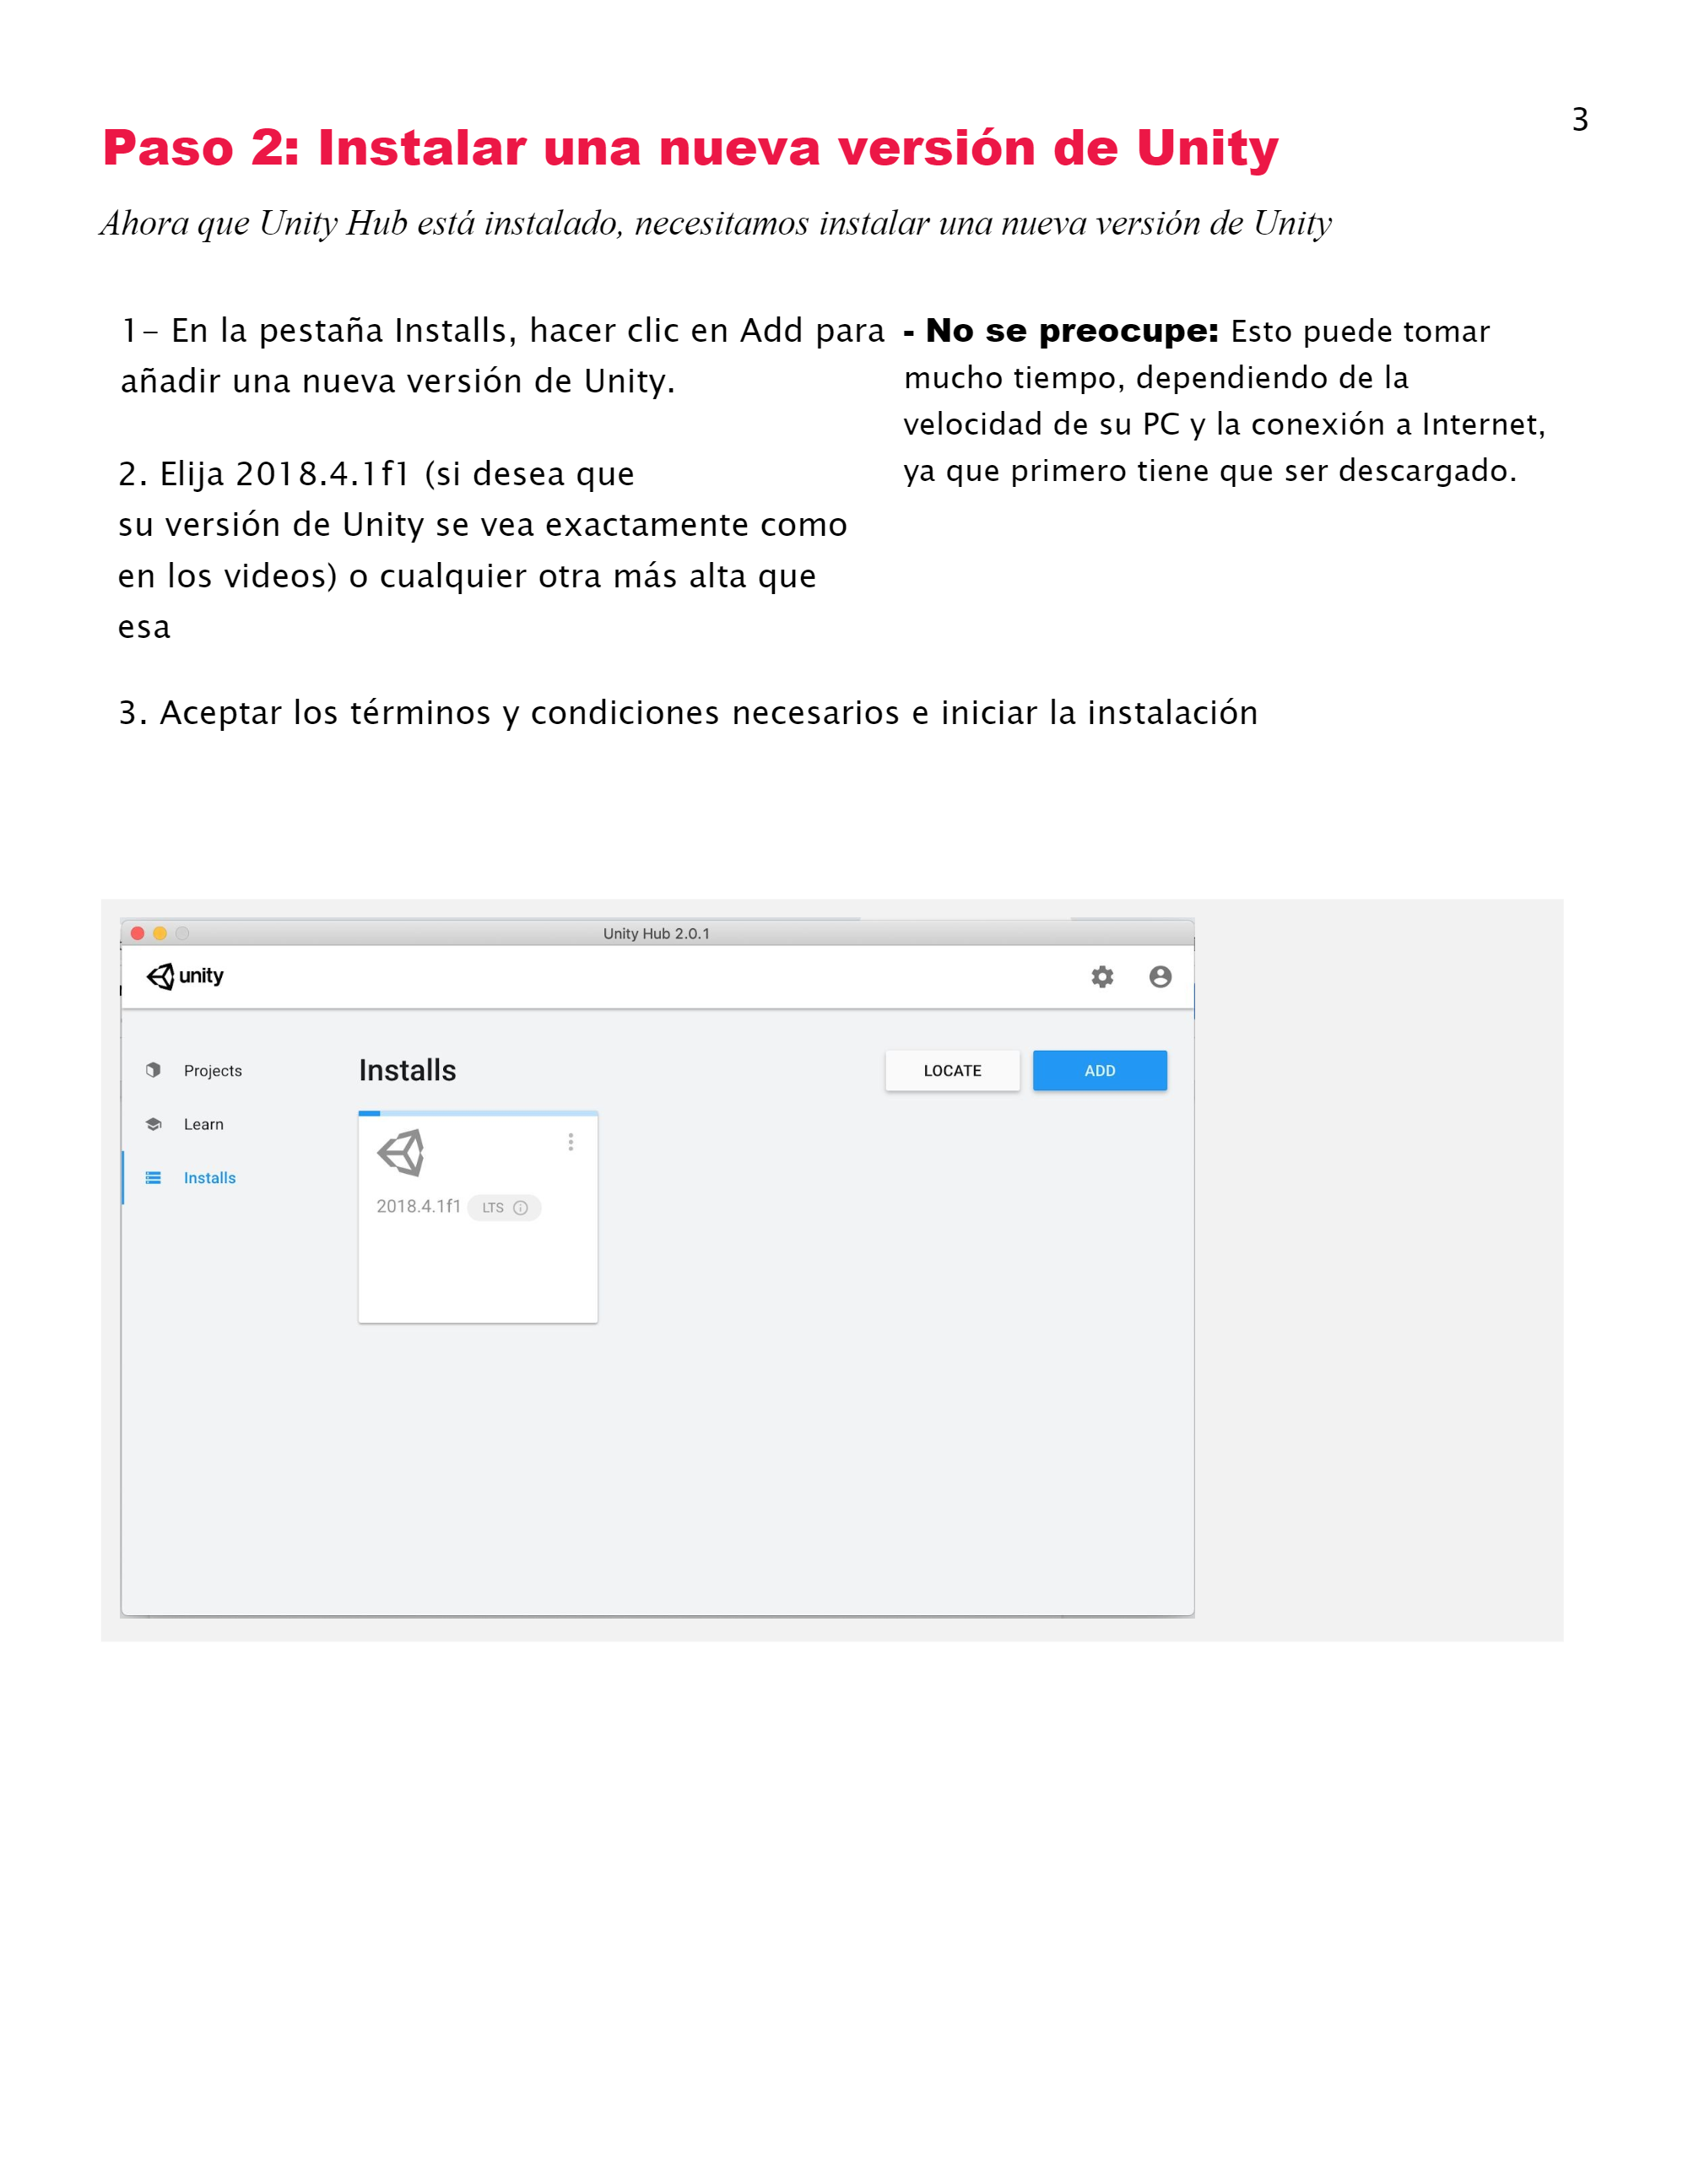 3
Paso 2: Instalar una nueva versión de Unity
Ahora que Unity Hub está instalado, necesitamos instalar una nueva versión de Unity
1- En la pestaña Installs, hacer clic en Add para
añadir una nueva versión de Unity.
2. Elija 2018.4.1f1 (si desea que
su versión de Unity se vea exactamente como
en los videos) o cualquier otra más alta que
esa
- No se preocupe: Esto puede tomar
mucho tiempo, dependiendo de la
velocidad de su PC y la conexión a Internet,
ya que primero tiene que ser descargado.
3. Aceptar los términos y condiciones necesarios e iniciar la instalación
Unity Hub 2.0.1
unity
Projects
Learn
Installs
Installs
LOCATE
ADD
2018.4.1f1 LTS